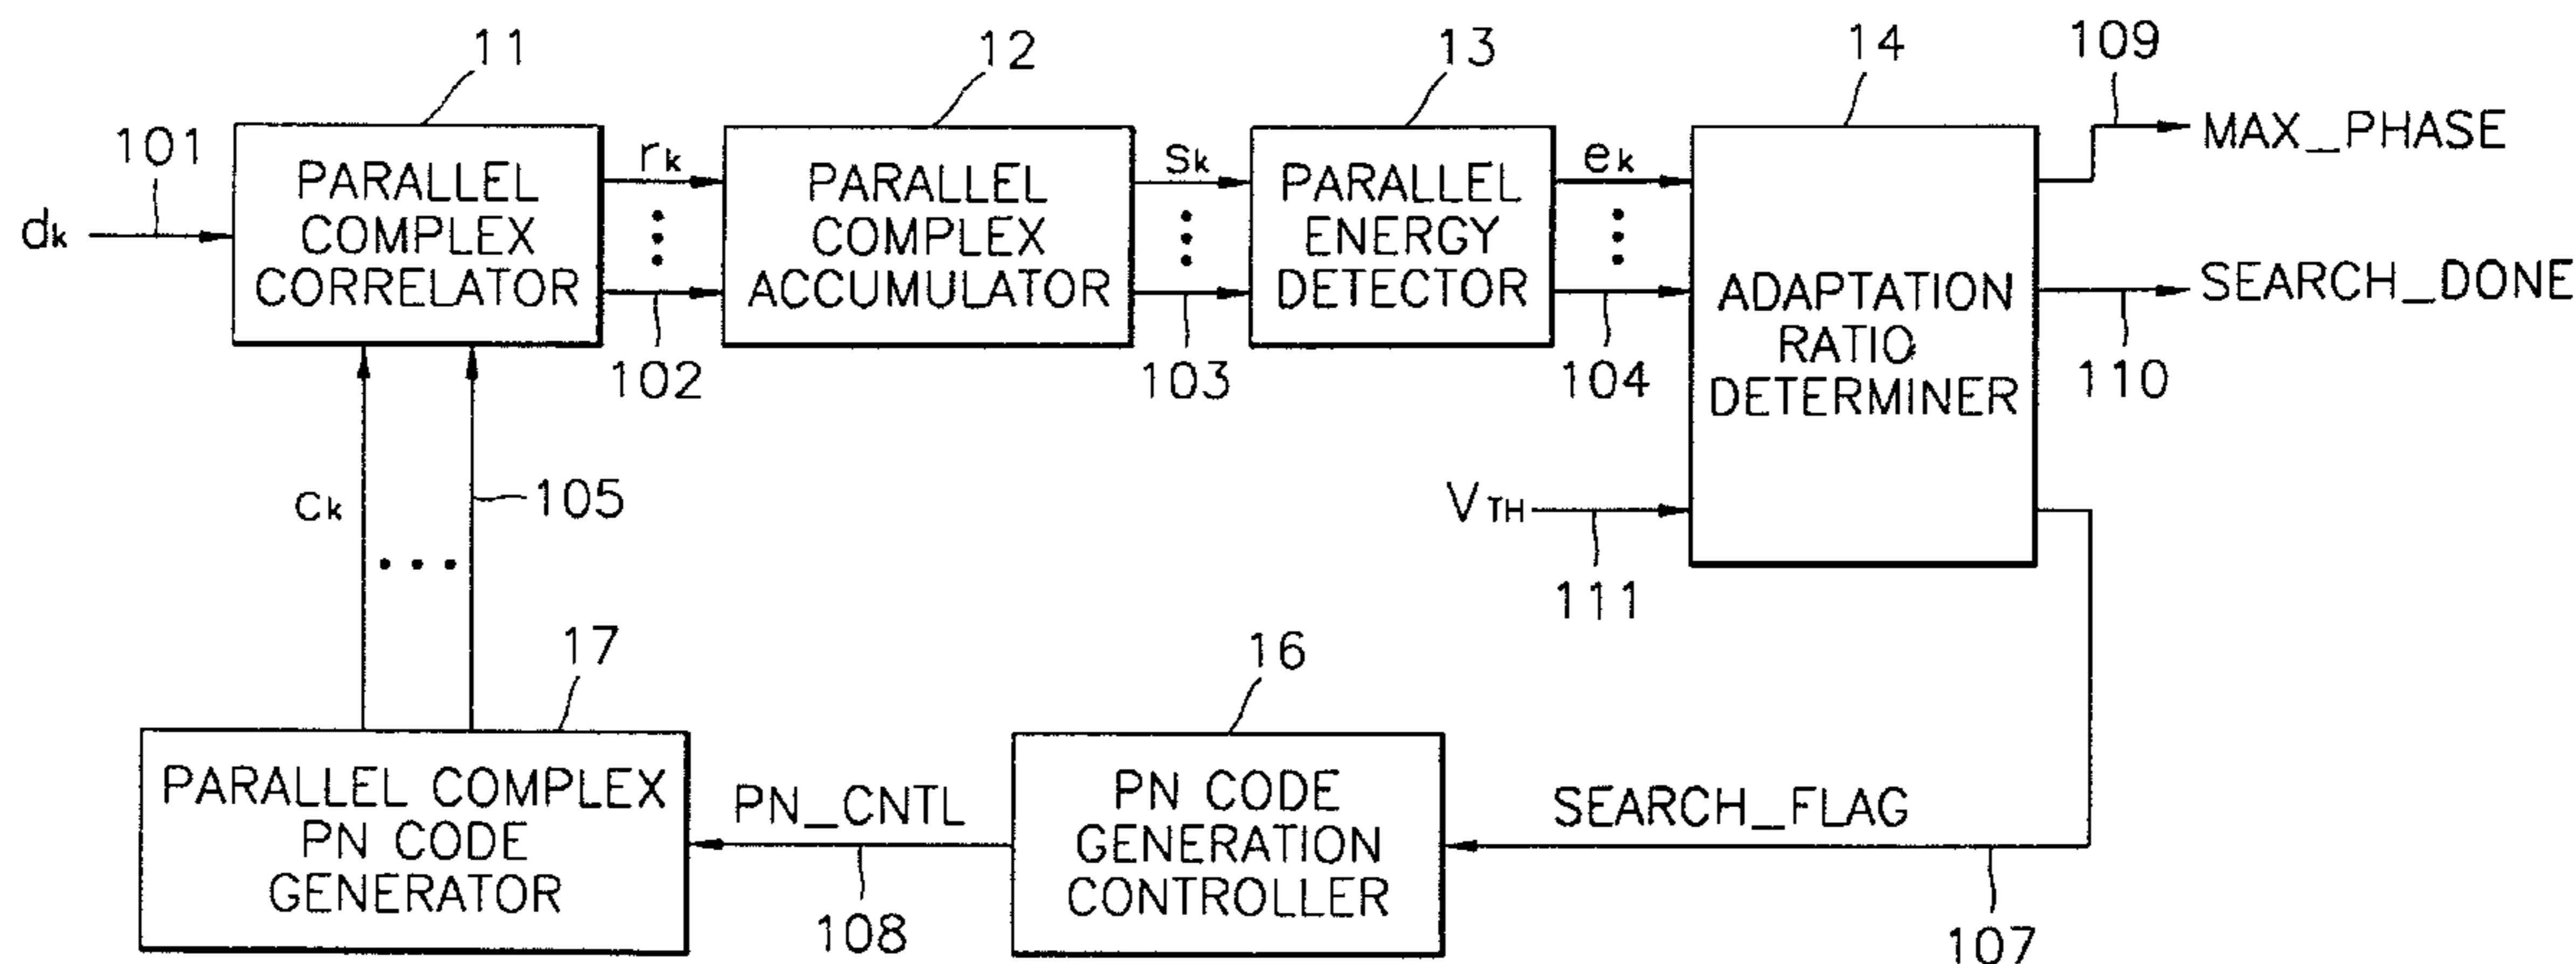 11
12
13
14
109
101
dk
PARALLEL
COMPLEX
CORRELATOR
rk
102
PARALLEL
COMPLEX
ACCUMULATOR
sk
103
PARALLEL
ENERGY
DETECTOR
ek
104
ADAPTATION
RATIO
DETERMINER
MAX_PHASE
SEARCH_DONE
110
ck
105
VTH
111
17
16
PARALLEL COMPLEX
PN CODE
GENERATOR
PN_CNTL
108
PN CODE
GENERATION
CONTROLLER
SEARCH_FLAG
107